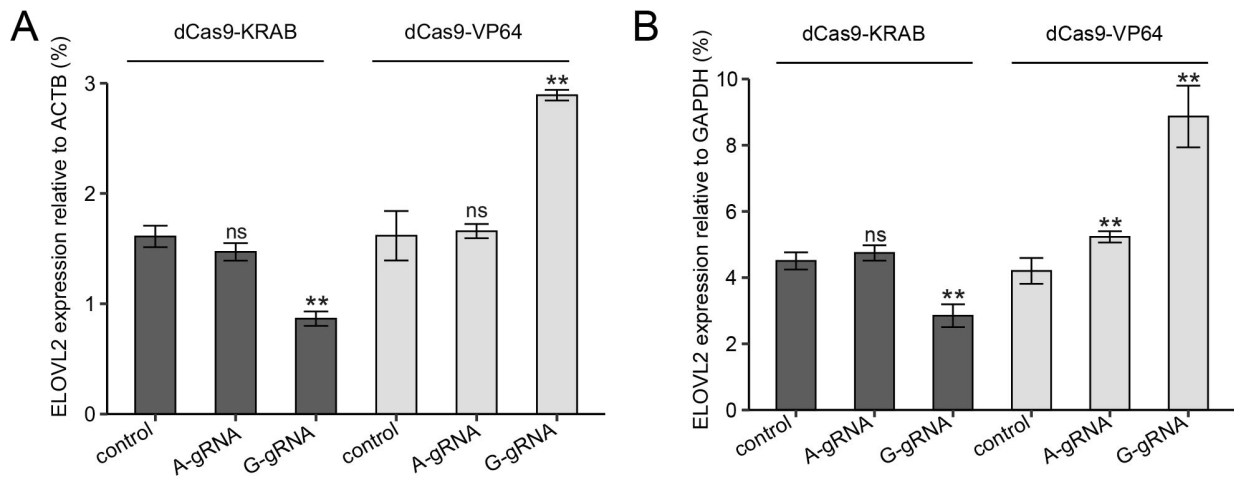 A
dCas9-KRAB
dCas9-VP64
ELOVL2 expression relative to ACTB (%)
3
2
1
0
ns
**
ns
**
control
A-gRNA
G-gRNA
control
A-gRNA
G-gRNA
B
dCas9-KRAB
dCas9-VP64
ELOVL2 expression relative to GAPDH (%)
10
8
6
4
2
0
ns
**
**
**
control
A-gRNA
G-gRNA
control
A-gRNA
G-gRNA